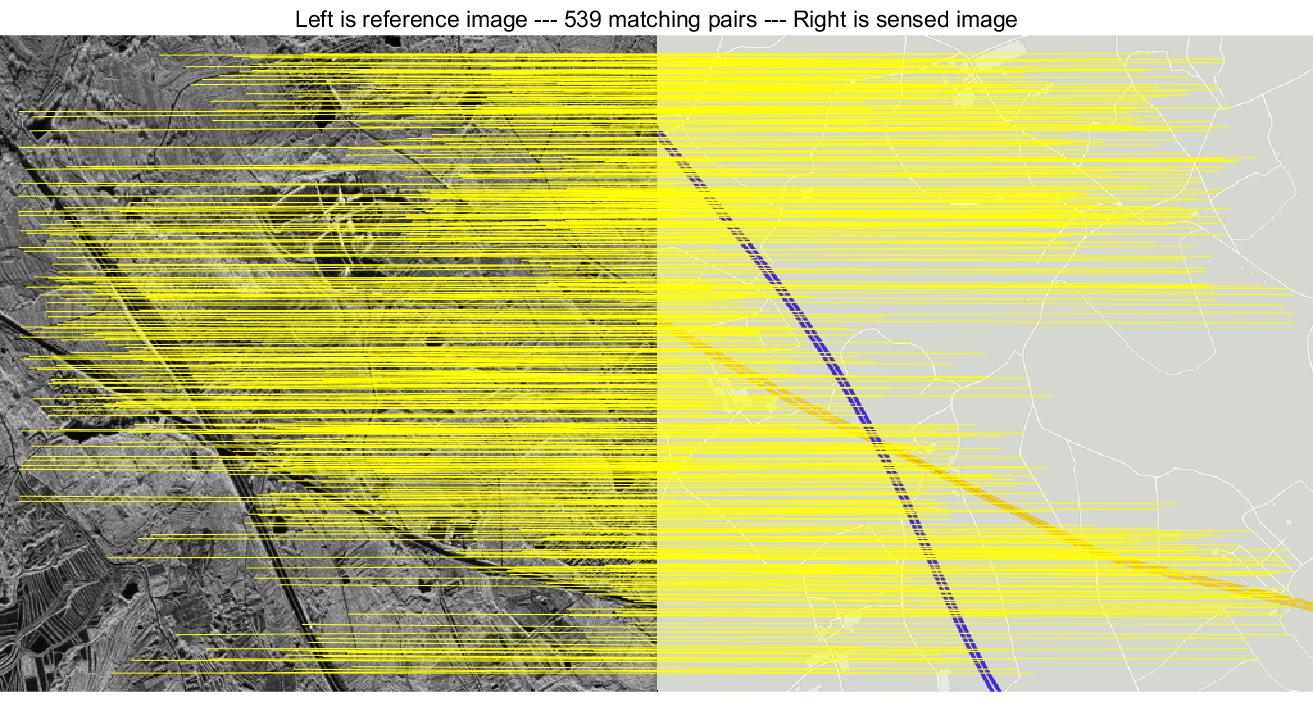 Left is reference image --- 539 matching pairs --- Right is sensed image